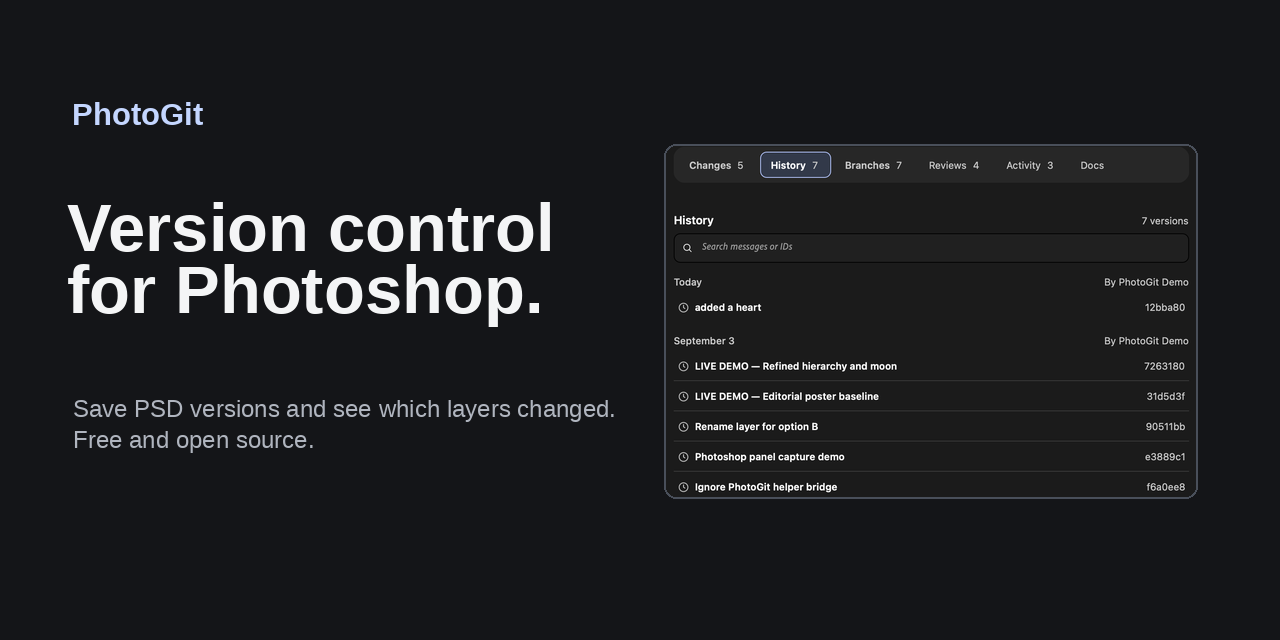 PhotoGit
Version control
for Photoshop.
Save PSD versions and see which layers changed.
Free and open source.
Changes 5 History 7 Branches 7 Reviews 4 Activity 3 Docs
History 7 versions
Search messages or IDs
Today By PhotoGit Demo
added a heart 12bba80
September 3 By PhotoGit Demo
LIVE DEMO — Refined hierarchy and moon 7263180
LIVE DEMO — Editorial poster baseline 31d5d3f
Rename layer for option B 90511bb
Photoshop panel capture demo e3889c1
Ignore PhotoGit helper bridge f6a0ee8